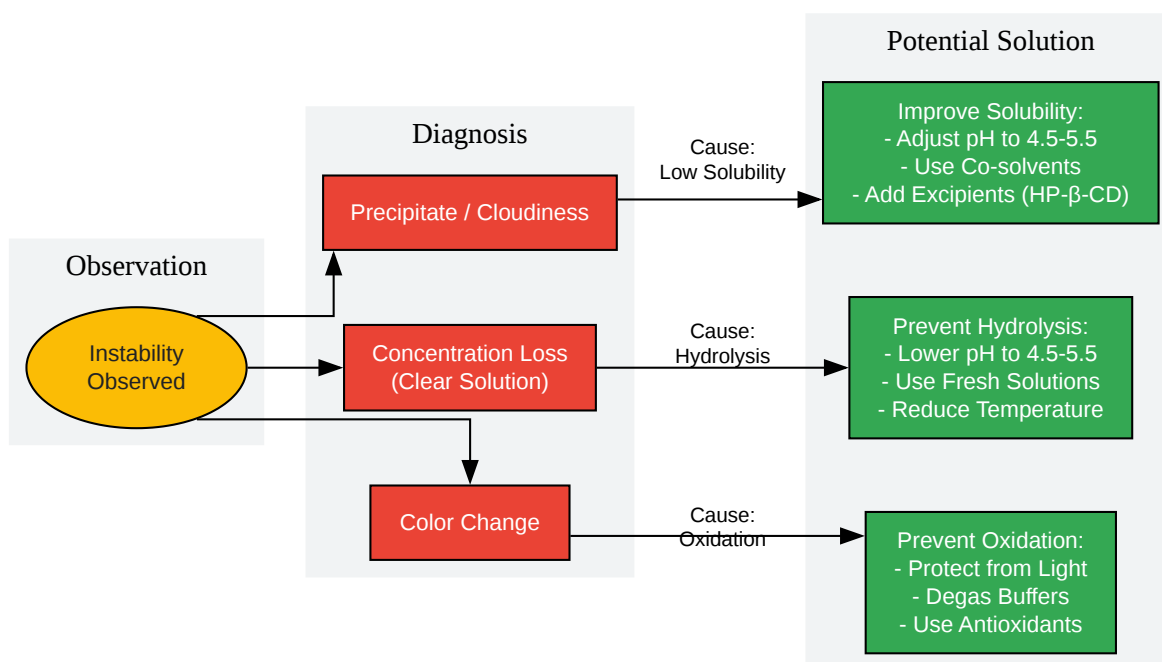 Observation
Instability
Observed
Diagnosis
Precipitate / Cloudiness
Concentration Loss
(Clear Solution)
Color Change
Cause:
Low Solubility
Cause:
Hydrolysis
Cause:
Oxidation
Potential Solution
Improve Solubility:
- Adjust pH to 4.5-5.5
- Use Co-solvents
- Add Excipients (HP-β-CD)
Prevent Hydrolysis:
- Lower pH to 4.5-5.5
- Use Fresh Solutions
- Reduce Temperature
Prevent Oxidation:
- Protect from Light
- Degas Buffers
- Use Antioxidants